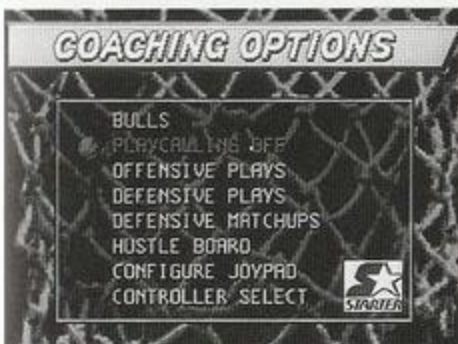 COACHING OPTIONS
BULLS
PLAYCALLING OFF
OFFENSIVE PLAYS
DEFENSIVE PLAYS
DEFENSIVE MATCHUPS
HUSTLE BOARD
CONFIGURE JOYPAD
CONTROLLER SELECT
STARTER